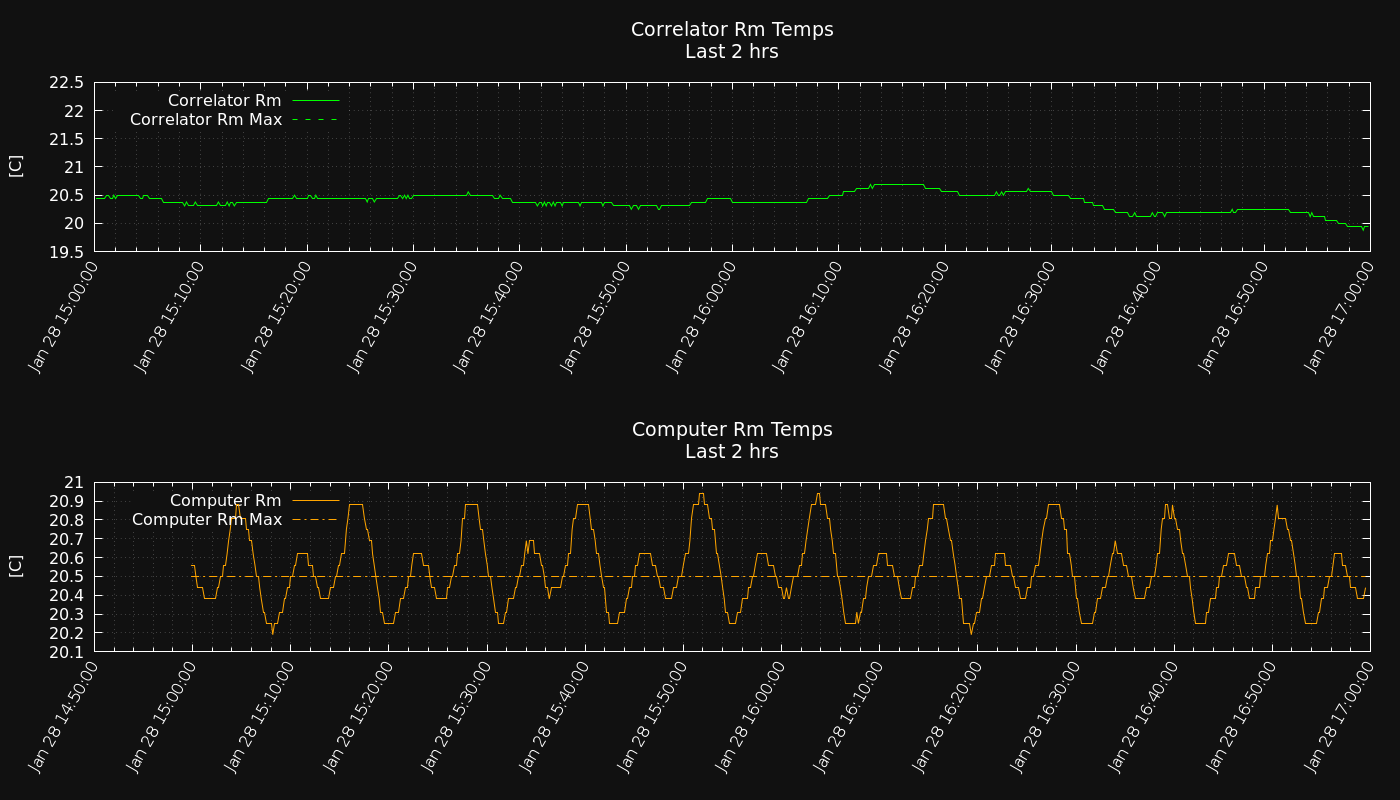 Correlator Rm Temps
Last 2 hrs
22.5
22
21.5
21
20.5
20
19.5
[C]
Correlator Rm
Correlator Rm Max
Jan 28 15:00:00
Jan 28 15:10:00
Jan 28 15:20:00
Jan 28 15:30:00
Jan 28 15:40:00
Jan 28 15:50:00
Jan 28 16:00:00
Jan 28 16:10:00
Jan 28 16:20:00
Jan 28 16:30:00
Jan 28 16:40:00
Jan 28 16:50:00
Jan 28 17:00:00
Computer Rm Temps
Last 2 hrs
21
20.9
20.8
20.7
20.6
20.5
20.4
20.3
20.2
20.1
[C]
Computer Rm
Computer Rm Max
Jan 28 14:50:00
Jan 28 15:00:00
Jan 28 15:10:00
Jan 28 15:20:00
Jan 28 15:30:00
Jan 28 15:40:00
Jan 28 15:50:00
Jan 28 16:00:00
Jan 28 16:10:00
Jan 28 16:20:00
Jan 28 16:30:00
Jan 28 16:40:00
Jan 28 16:50:00
Jan 28 17:00:00